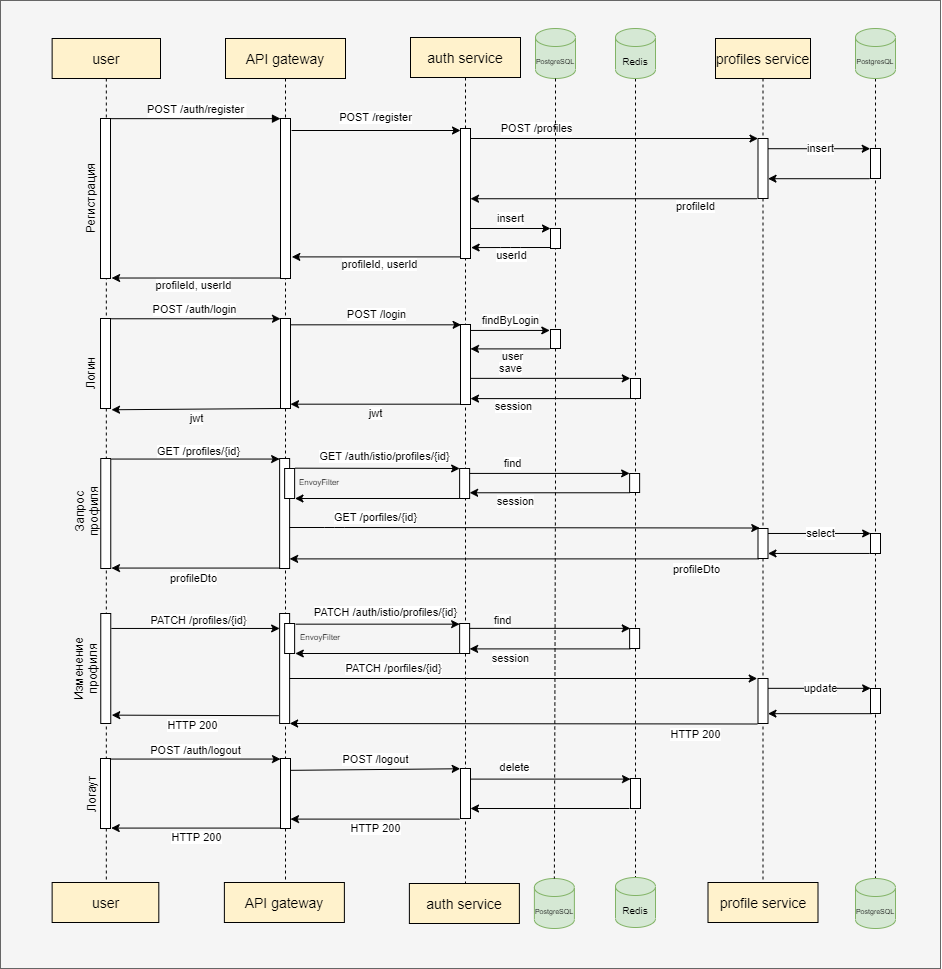 user
API gateway
auth service
PostgreSQL
Redis
profiles service
PostgresQL
Регистрация
POST /auth/register
POST /register
POST /profiles
insert
profileId
insert
userId
profileId, userId
profileId, userId
Логин
POST /auth/login
POST /login
findByLogin
user
save
session
jwt
jwt
Запрос
профиля
GET /profiles/{id}
GET /auth/istio/profiles/{id}
find
EnvoyFilter
session
GET /porfiles/{id}
select
profileDto
profileDto
Изменение
профиля
PATCH /profiles/{id}
PATCH /auth/istio/profiles/{id}
find
EnvoyFilter
session
PATCH /porfiles/{id}
update
HTTP 200
HTTP 200
Логаут
POST /auth/logout
POST /logout
delete
HTTP 200
HTTP 200
user
API gateway
auth service
PostgreSQL
Redis
profile service
PostgreSQL